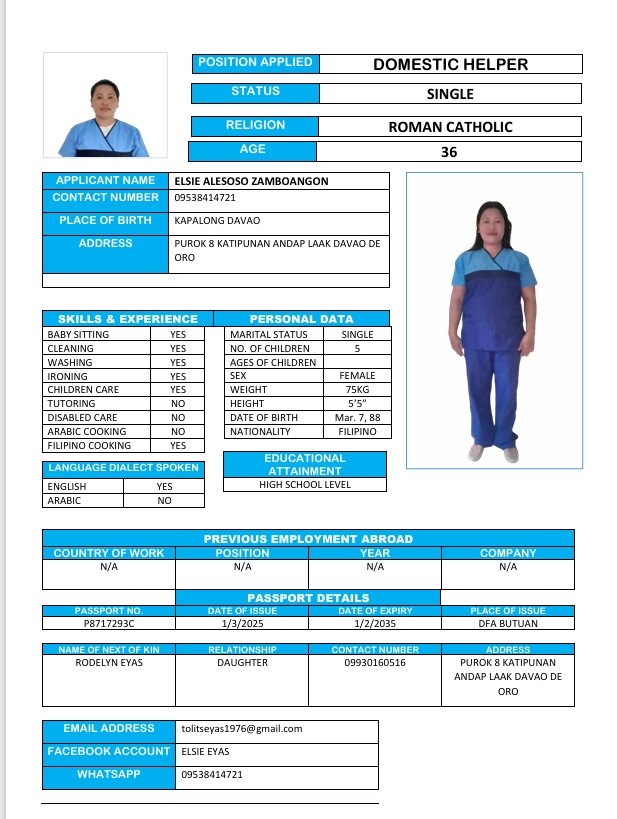 POSITION APPLIED DOMESTIC HELPER
STATUS SINGLE
RELIGION ROMAN CATHOLIC
AGE 36
APPLICANT NAME ELSIE ALESOSO ZAMBOANGON
CONTACT NUMBER 09538414721
PLACE OF BIRTH KAPALONG DAVAO
ADDRESS PUROK 8 KATIPUNAN ANDAP LAAK DAVAO DE
ORO
SKILLS & EXPERIENCE PERSONAL DATA
BABY SITTING YES MARITAL STATUS SINGLE
CLEANING YES NO. OF CHILDREN 5
WASHING YES AGES OF CHILDREN
IRONING YES SEX FEMALE
CHILDREN CARE YES WEIGHT 75KG
TUTORING NO HEIGHT 5’5”
DISABLED CARE NO DATE OF BIRTH Mar. 7, 88
ARABIC COOKING NO NATIONALITY FILIPINO
FILIPINO COOKING YES
EDUCATIONAL
ATTAINMENT
HIGH SCHOOL LEVEL
LANGUAGE DIALECT SPOKEN
ENGLISH YES
ARABIC NO
PREVIOUS EMPLOYMENT ABROAD
COUNTRY OF WORK POSITION YEAR COMPANY
N/A N/A N/A N/A
PASSPORT DETAILS
PASSPORT NO. DATE OF ISSUE DATE OF EXPIRY PLACE OF ISSUE
P8717293C 1/3/2025 1/2/2035 DFA BUTUAN
NAME OF NEXT OF KIN RELATIONSHIP CONTACT NUMBER ADDRESS
RODELYN EYAS DAUGHTER 09930160516 PUROK 8 KATIPUNAN
ANDAP LAAK DAVAO DE
ORO
EMAIL ADDRESS tolitseyas1976@gmail.com
FACEBOOK ACCOUNT ELSIE EYAS
WHATSAPP 09538414721